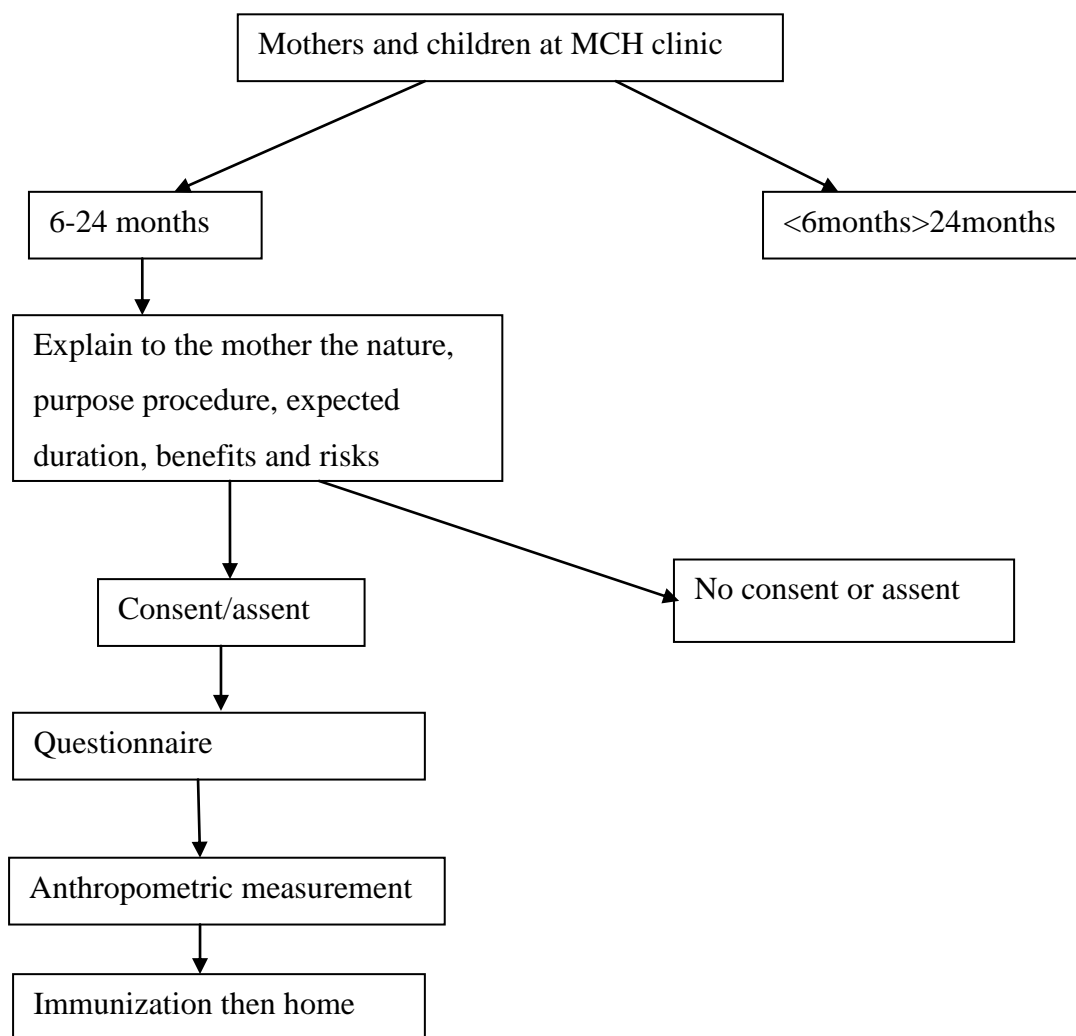 Mothers and children at MCH clinic
6-24 months
<6months>24months
Explain to the mother the nature,
purpose procedure, expected
duration, benefits and risks
Consent/assent
No consent or assent
Questionnaire
Anthropometric measurement
Immunization then home